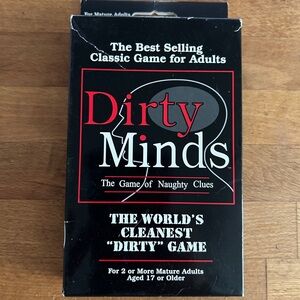 For Mature Adults
The Best Selling
Classic Game for Adults
Dirty
Minds
The Game of Naughty Clues
THE WORLD'S
CLEANEST
"DIRTY" GAME
For 2 or More Mature Adults
Aged 17 or Older